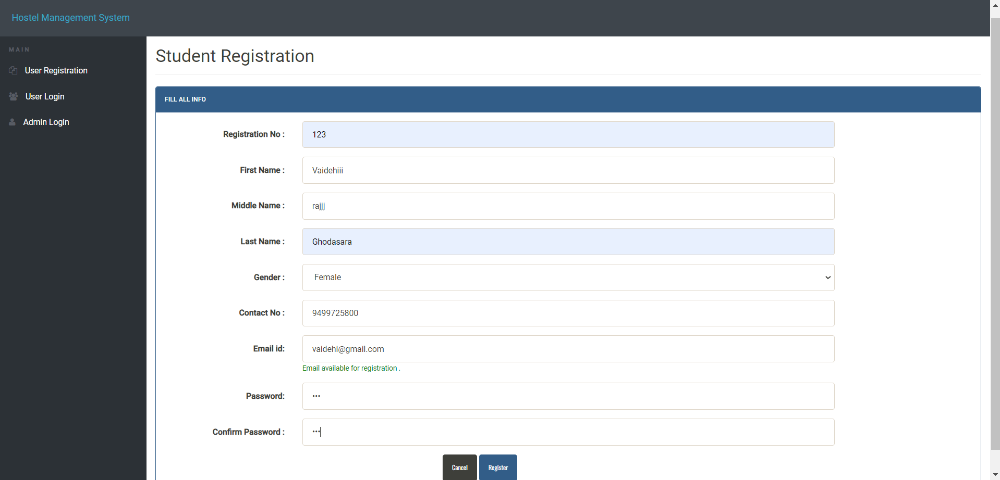 Hostel Management System
MAIN
User Registration
User Login
Admin Login
Student Registration
FILL ALL INFO
Registration No : 123
First Name : Vaidehiii
Middle Name : rajjj
Last Name : Ghodasara
Gender : Female
Contact No : 9499725800
Email id: vaidehi@gmail.com
Email available for registration .
Password: •••
Confirm Password : •••
Cancel Register